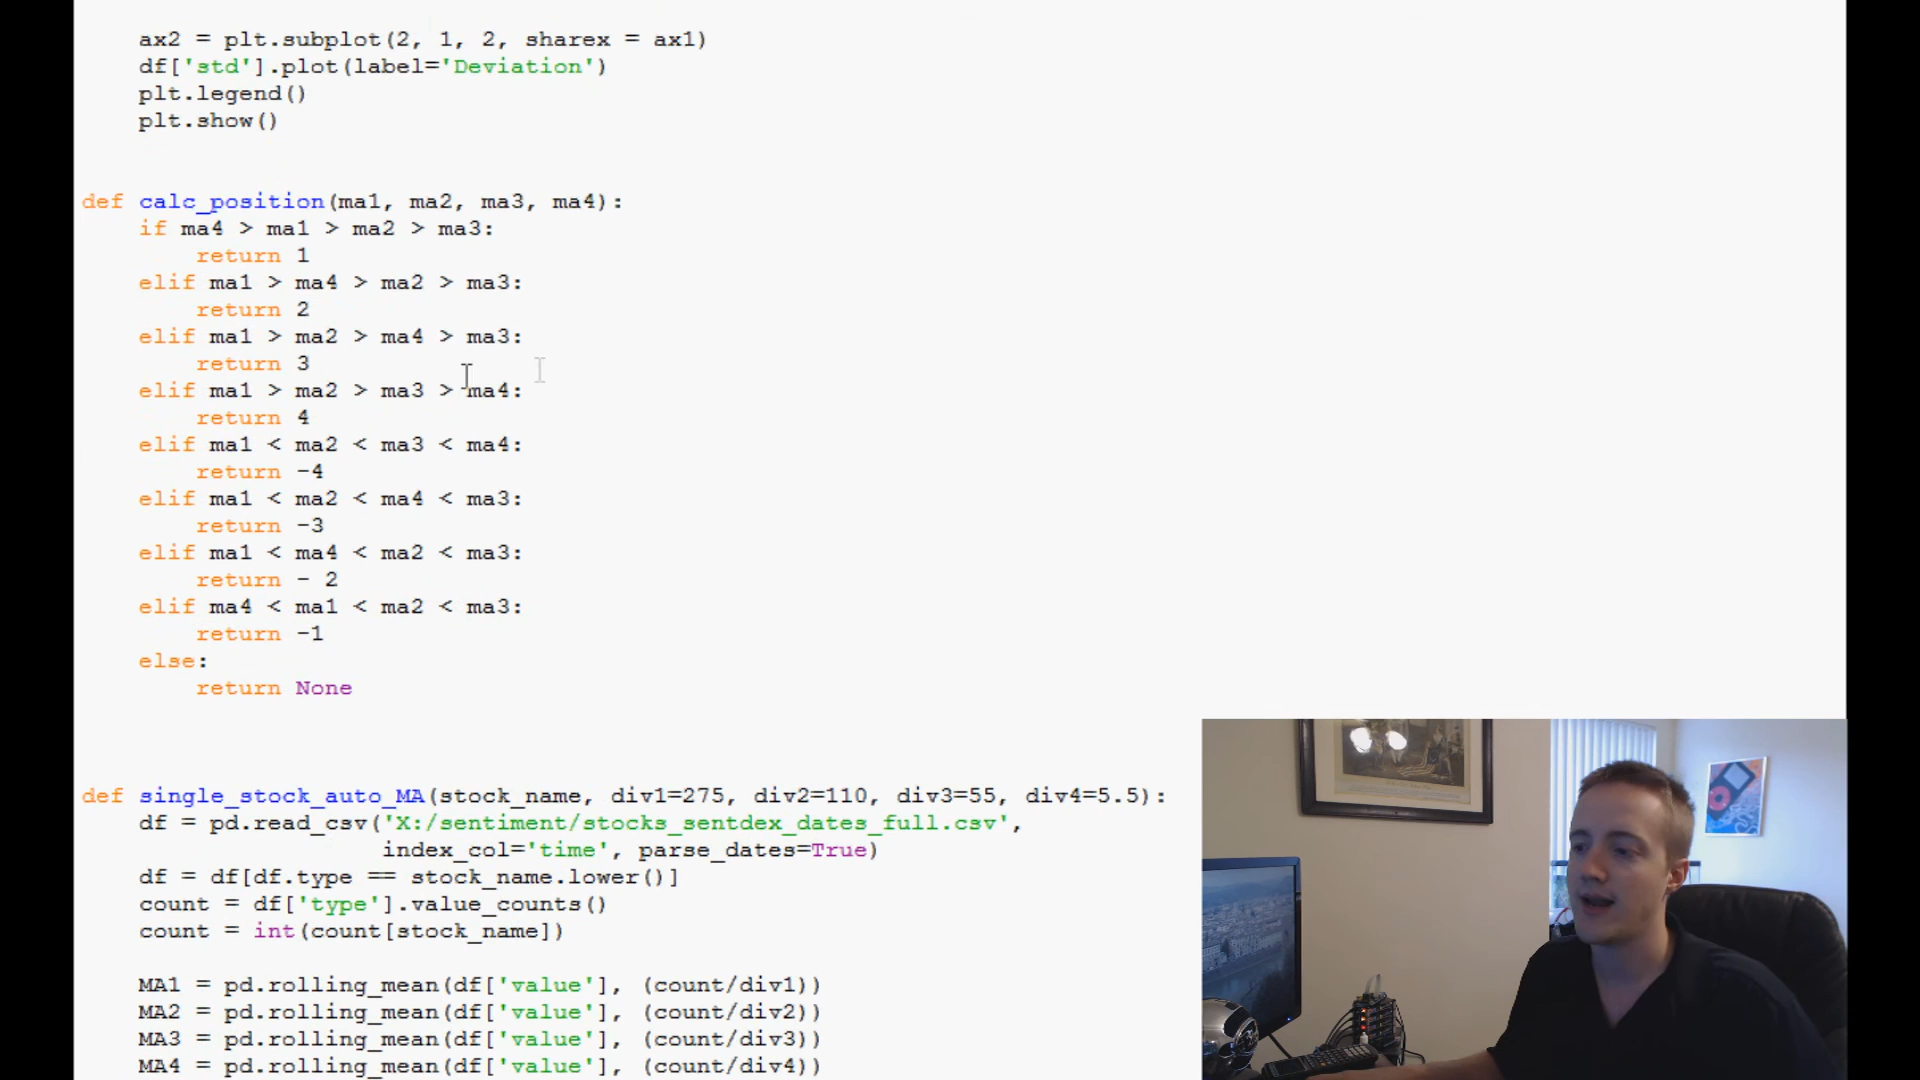 ax2 = plt.subplot(2, 1, 2, sharex = ax1)
df['std'].plot(label='Deviation')
plt.legend()
plt.show()
def calc_position(ma1, ma2, ma3, ma4):
if ma4 > ma1 > ma2 > ma3:
return 1
elif ma1 > ma4 > ma2 > ma3:
return 2
elif ma1 > ma2 > ma4 > ma3:
return 3
elif ma1 > ma2 > ma3 > ma4:
return 4
elif ma1 < ma2 < ma3 < ma4:
return -4
elif ma1 < ma2 < ma4 < ma3:
return -3
elif ma1 < ma4 < ma2 < ma3:
return - 2
elif ma4 < ma1 < ma2 < ma3:
return -1
else:
return None
def single_stock_auto_MA(stock_name, div1=275, div2=110, div3=55, div4=5.5):
df = pd.read_csv('X:/sentiment/stocks_sentdex_dates_full.csv',
index_col='time', parse_dates=True)
df = df[df.type == stock_name.lower()]
count = df['type'].value_counts()
count = int(count[stock_name])
MA1 = pd.rolling_mean(df['value'], (count/div1))
MA2 = pd.rolling_mean(df['value'], (count/div2))
MA3 = pd.rolling_mean(df['value'], (count/div3))
MA4 = pd.rolling_mean(df['value'], (count/div4))